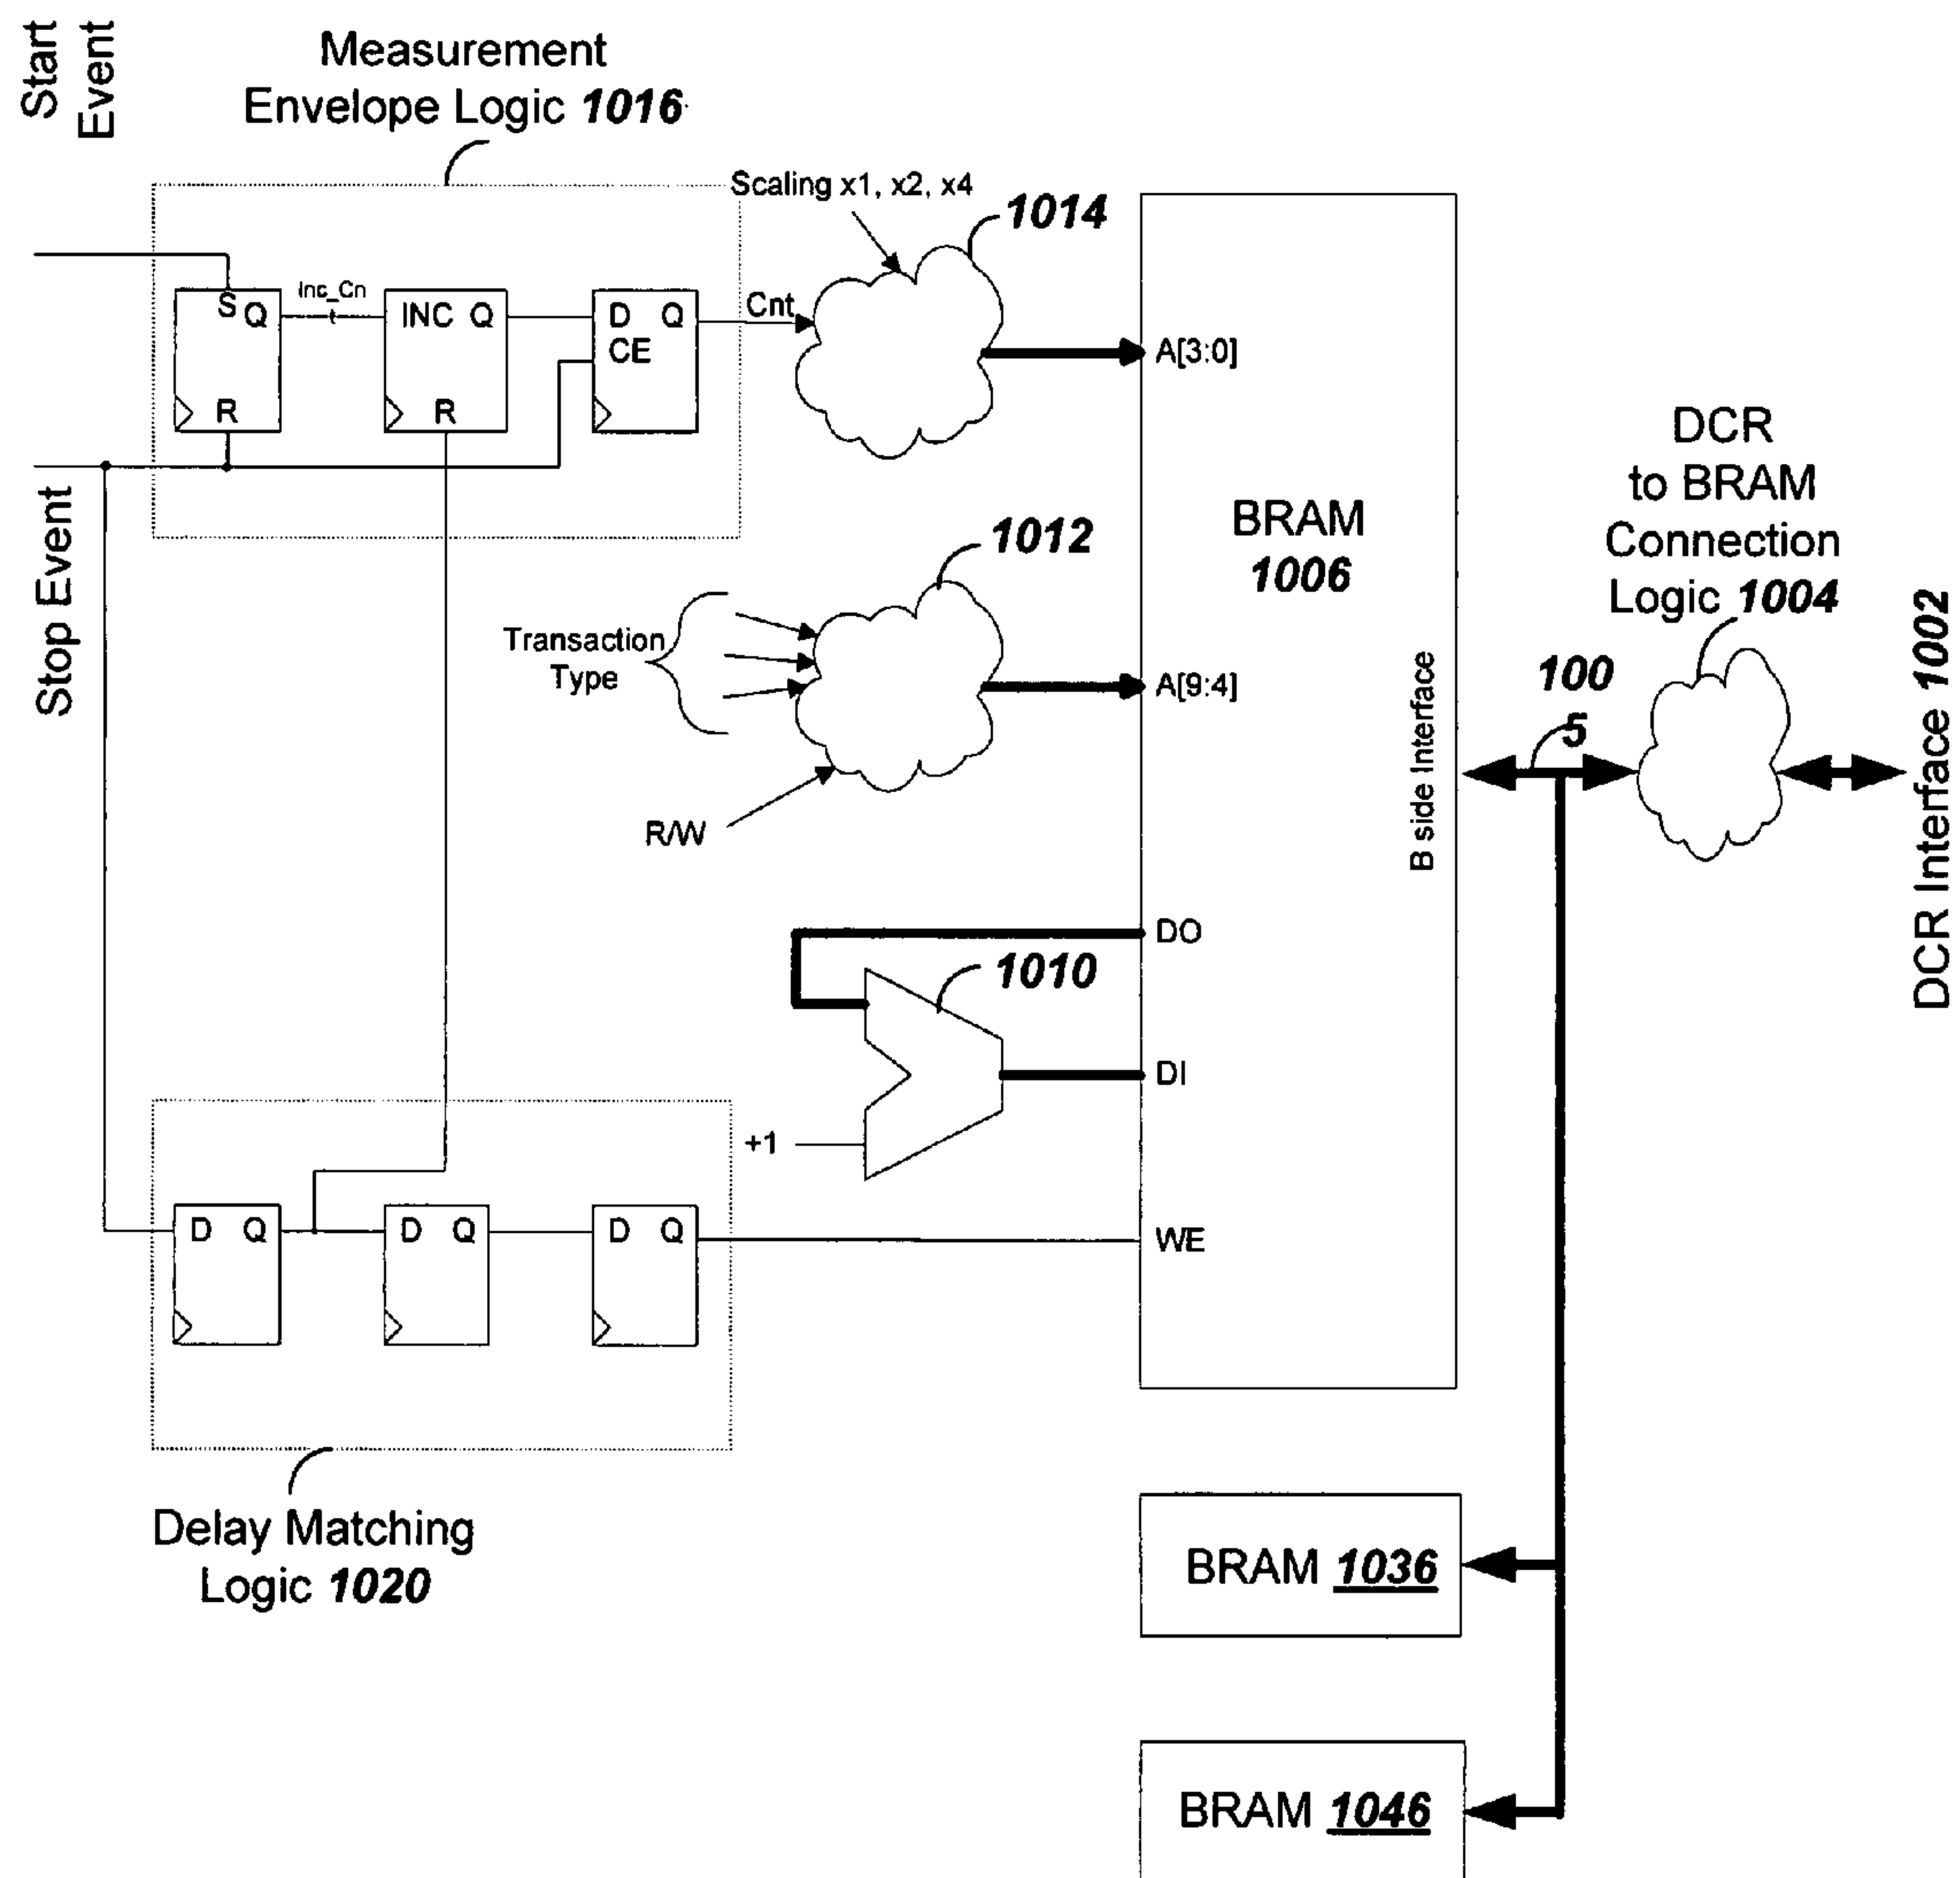 Start
Event
Measurement
Envelope Logic 1016
Scaling x1, x2, x4
1014
S Q
Inc_Cn
INC Q
D Q
CE
Cnt
R
R
A[3:0]
Stop Event
BRAM
1006
DCR
to BRAM
Connection
Logic 1004
1012
Transaction
Type
A[9:4]
R/W
B side Interface
100
5
DCR Interface 1002
DO
1010
DI
+1
D Q
D Q
D Q
WE
Delay Matching
Logic 1020
BRAM 1036
BRAM 1046